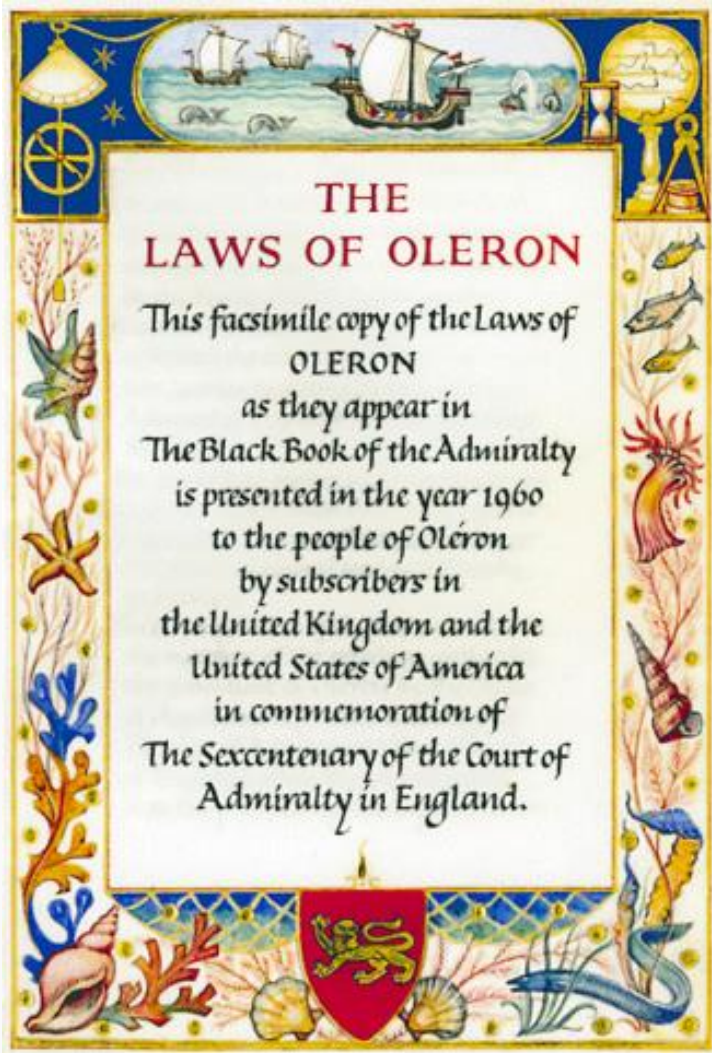 THE
LAWS OF OLERON
This facsimile copy of the Laws of
OLERON
as they appear in
The Black Book of the Admiralty
is presented in the year 1960
to the people of Oléron
by subscribers in
the United Kingdom and the
United States of America
in commemoration of
The Sexcentenary of the Court of
Admiralty in England.